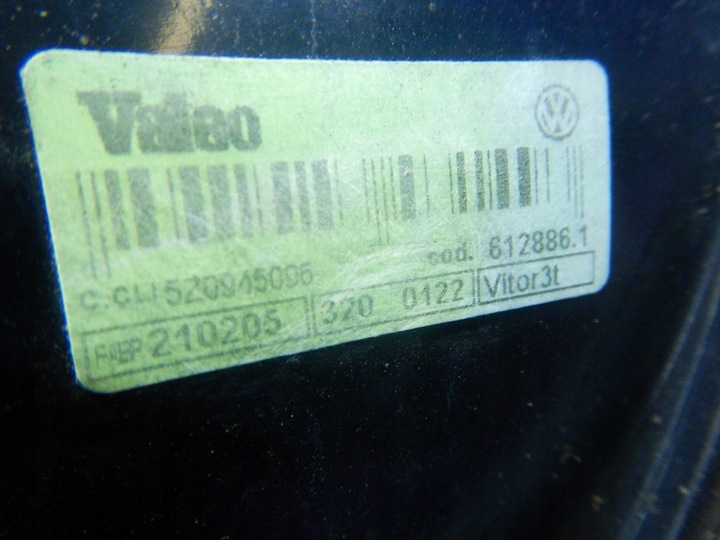 Valeo
cod. 612886.1
C.CLI 5Z0945096
FABR 210205 320 0122 Vitor3t